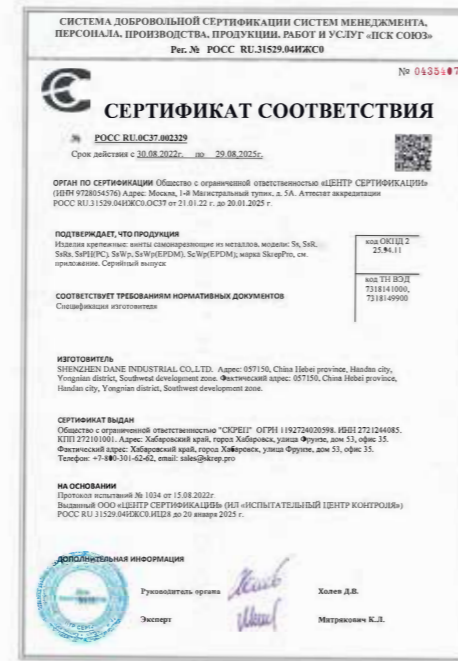 СИСТЕМА ДОБРОВОЛЬНОЙ СЕРТИФИКАЦИИ СИСТЕМ МЕНЕДЖМЕНТА,
ПЕРСОНАЛА, ПРОИЗВОДСТВА, ПРОДУКЦИИ, РАБОТ И УСЛУГ «ПСК СОЮЗ»
Рег. № РОСС RU.31529.04ИЖС0
№ 0435407
СЕРТИФИКАТ СООТВЕТСТВИЯ
№ РОСС RU.0С37.002329
Срок действия с 30.08.2022г. по 29.08.2025г.
ОРГАН ПО СЕРТИФИКАЦИИ Общество с ограниченной ответственностью «ЦЕНТР СЕРТИФИКАЦИИ»
(ИНН 9728054576) Адрес: Москва, 1-й Магистральный тупик, д. 5А. Аттестат аккредитации
РОСС RU.31529.04ИЖС0.ОС37 от 21.01.22 г. до 20.01.2025 г.
ПОДТВЕРЖДАЕТ, ЧТО ПРОДУКЦИЯ
Изделия крепежные: винты самонарезающие из металлов, модели: Ss, SsR,
SsRs, SsPH(PC), SsWp, SsWp(EPDM), ScWp(EPDM); марка SkrepPro, см.
приложение. Серийный выпуск
код ОКПД 2
25.94.11
код ТН ВЭД
7318141000,
7318149900
СООТВЕТСТВУЕТ ТРЕБОВАНИЯМ НОРМАТИВНЫХ ДОКУМЕНТОВ
Спецификация изготовителя
ИЗГОТОВИТЕЛЬ
SHENZHEN DANE INDUSTRIAL CO.,LTD. Адрес: 057150, China Hebei province, Handan city,
Yongnian district, Southwest development zone. Фактический адрес: 057150, China Hebei province,
Handan city, Yongnian district, Southwest development zone.
СЕРТИФИКАТ ВЫДАН
Общество с ограниченной ответственностью "СКРЕП" ОГРН 1192724020598. ИНН 2721244085.
КПП 272101001. Адрес: Хабаровский край, город Хабаровск, улица Фрунзе, дом 53, офис 35.
Фактический адрес: Хабаровский край, город Хабаровск, улица Фрунзе, дом 53, офис 35.
Телефон: +7-800-301-62-62, email: sales@skrep.pro
НА ОСНОВАНИИ
Протокол испытаний № 1034 от 15.08.2022г.
Выданный ООО «ЦЕНТР СЕРТИФИКАЦИИ» (ИЛ «ИСПЫТАТЕЛЬНЫЙ ЦЕНТР КОНТРОЛЯ»)
РОСС RU 31529.04ИЖС0.ИЦ28 до 20 января 2025 г.
ДОПОЛНИТЕЛЬНАЯ ИНФОРМАЦИЯ
Руководитель органа
Холев Д.В.
Эксперт
Митрякович К.Л.